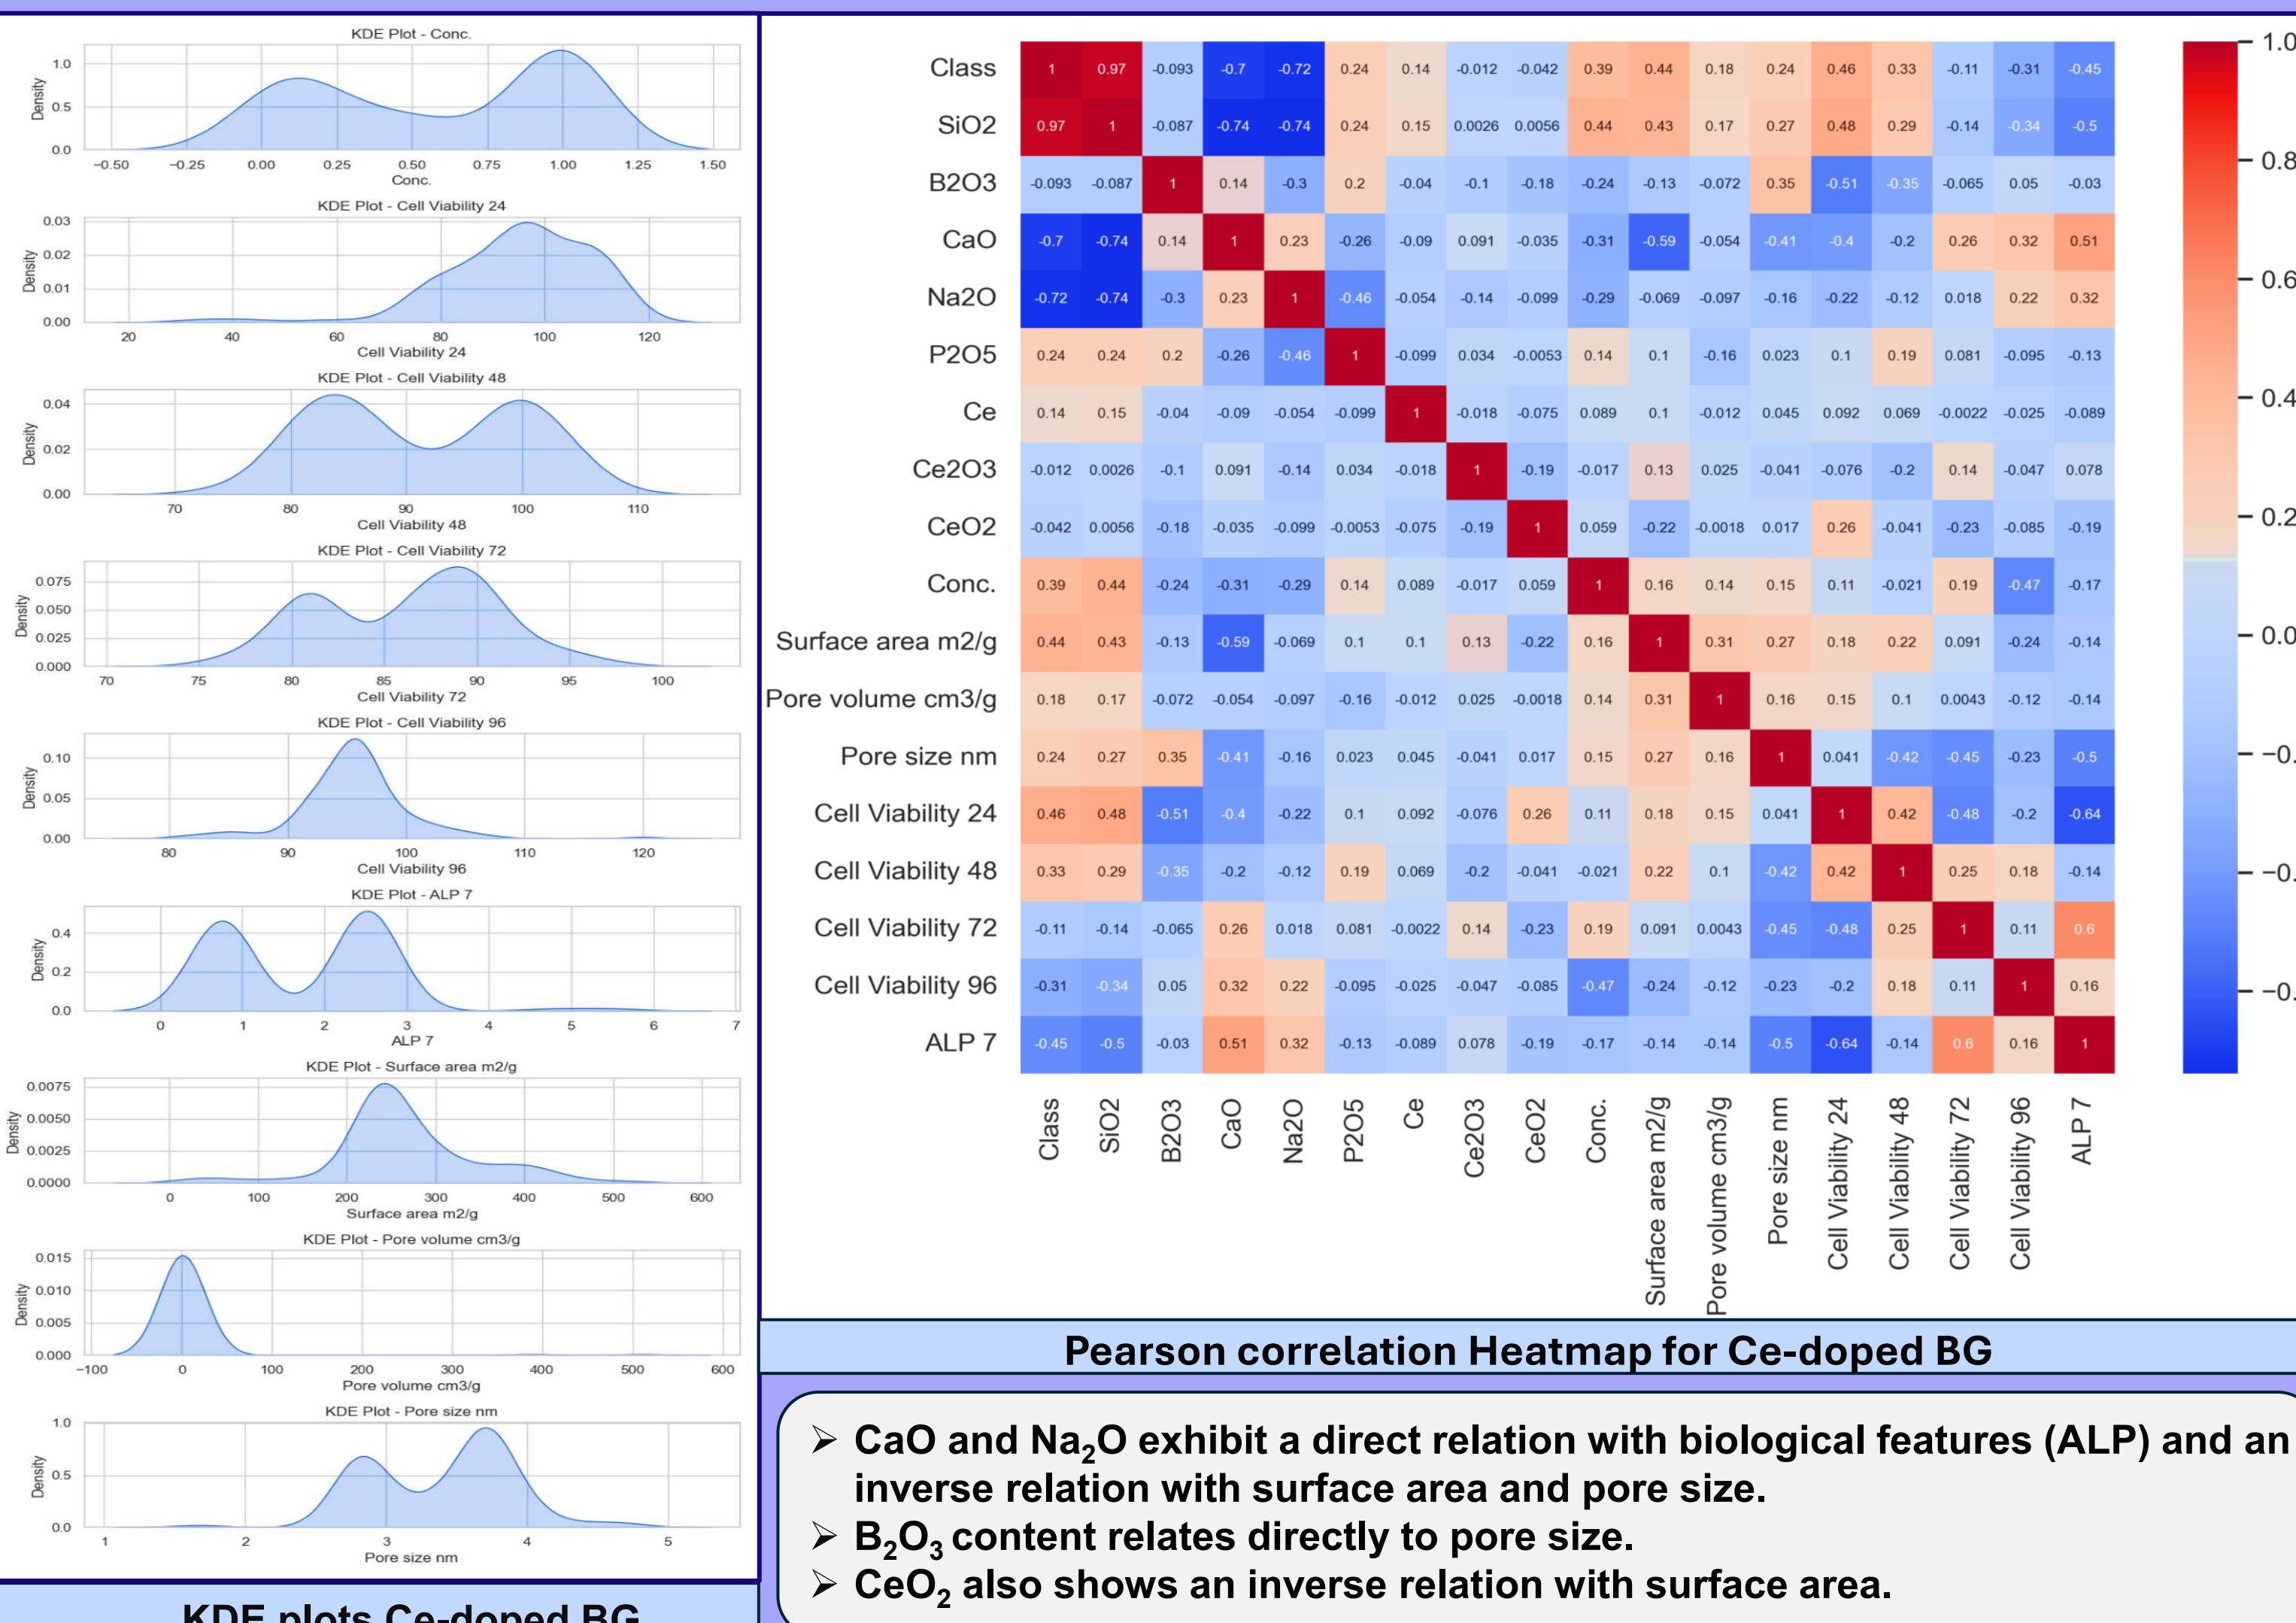 KDE Plot - Conc.
Density
1.0
0.5
0.0
−0.50 −0.25 0.00 0.25 0.50 0.75 1.00 1.25 1.50
Conc.
KDE Plot - Cell Viability 24
Density
0.03
0.02
0.01
0.00
20 40 60 80 100 120
Cell Viability 24
KDE Plot - Cell Viability 48
Density
0.04
0.02
0.00
70 80 90 100 110
Cell Viability 48
KDE Plot - Cell Viability 72
Density
0.075
0.050
0.025
0.000
70 75 80 85 90 95 100
Cell Viability 72
KDE Plot - Cell Viability 96
Density
0.10
0.05
0.00
80 90 100 110 120
Cell Viability 96
KDE Plot - ALP 7
Density
0.4
0.2
0.0
0 1 2 3 4 5 6 7
ALP 7
KDE Plot - Surface area m2/g
Density
0.0075
0.0050
0.0025
0.0000
0 100 200 300 400 500 600
Surface area m2/g
KDE Plot - Pore volume cm3/g
Density
0.015
0.010
0.005
0.000
−100 0 100 200 300 400 500 600
Pore volume cm3/g
KDE Plot - Pore size nm
Density
1.0
0.5
0.0
1 2 3 4 5
Pore size nm
KDE plots Ce-doped BG
Class 1 0.97 -0.093 -0.7 -0.72 0.24 0.14 -0.012 -0.042 0.39 0.44 0.18 0.24 0.46 0.33 -0.11 -0.31 -0.45
SiO2 0.97 1 -0.087 -0.74 -0.74 0.24 0.15 0.0026 0.0056 0.44 0.43 0.17 0.27 0.48 0.29 -0.14 -0.34 -0.5
B2O3 -0.093 -0.087 1 0.14 -0.3 0.2 -0.04 -0.1 -0.18 -0.24 -0.13 -0.072 0.35 -0.51 -0.35 -0.065 0.05 -0.03
CaO -0.7 -0.74 0.14 1 0.23 -0.26 -0.09 0.091 -0.035 -0.31 -0.59 -0.054 -0.41 -0.4 -0.2 0.26 0.32 0.51
Na2O -0.72 -0.74 -0.3 0.23 1 -0.46 -0.054 -0.14 -0.099 -0.29 -0.069 -0.097 -0.16 -0.22 -0.12 0.018 0.22 0.32
P2O5 0.24 0.24 0.2 -0.26 -0.46 1 -0.099 0.034 -0.0053 0.14 0.1 -0.16 0.023 0.1 0.19 0.081 -0.095 -0.13
Ce 0.14 0.15 -0.04 -0.09 -0.054 -0.099 1 -0.018 -0.075 0.089 0.1 -0.012 0.045 0.092 0.069 -0.0022 -0.025 -0.089
Ce2O3 -0.012 0.0026 -0.1 0.091 -0.14 0.034 -0.018 1 -0.19 -0.017 0.13 0.025 -0.041 -0.076 -0.2 0.14 -0.047 0.078
CeO2 -0.042 0.0056 -0.18 -0.035 -0.099 -0.0053 -0.075 -0.19 1 0.059 -0.22 -0.0018 0.017 0.26 -0.041 -0.23 -0.085 -0.19
Conc. 0.39 0.44 -0.24 -0.31 -0.29 0.14 0.089 -0.017 0.059 1 0.16 0.14 0.15 0.11 -0.021 0.19 -0.47 -0.17
Surface area m2/g 0.44 0.43 -0.13 -0.59 -0.069 0.1 0.1 0.13 -0.22 0.16 1 0.31 0.27 0.18 0.22 0.091 -0.24 -0.14
Pore volume cm3/g 0.18 0.17 -0.072 -0.054 -0.097 -0.16 -0.012 0.025 -0.0018 0.14 0.31 1 0.16 0.15 0.1 0.0043 -0.12 -0.14
Pore size nm 0.24 0.27 0.35 -0.41 -0.16 0.023 0.045 -0.041 0.017 0.15 0.27 0.16 1 0.041 -0.42 -0.45 -0.23 -0.5
Cell Viability 24 0.46 0.48 -0.51 -0.4 -0.22 0.1 0.092 -0.076 0.26 0.11 0.18 0.15 0.041 1 0.42 -0.48 -0.2 -0.64
Cell Viability 48 0.33 0.29 -0.35 -0.2 -0.12 0.19 0.069 -0.2 -0.041 -0.021 0.22 0.1 -0.42 0.42 1 0.25 0.18 -0.14
Cell Viability 72 -0.11 -0.14 -0.065 0.26 0.018 0.081 -0.0022 0.14 -0.23 0.19 0.091 0.0043 -0.45 -0.48 0.25 1 0.11 0.6
Cell Viability 96 -0.31 -0.34 0.05 0.32 0.22 -0.095 -0.025 -0.047 -0.085 -0.47 -0.24 -0.12 -0.23 -0.2 0.18 0.11 1 0.16
ALP 7 -0.45 -0.5 -0.03 0.51 0.32 -0.13 -0.089 0.078 -0.19 -0.17 -0.14 -0.14 -0.5 -0.64 -0.14 0.6 0.16 1
Class SiO2 B2O3 CaO Na2O P2O5 Ce Ce2O3 CeO2 Conc. Surface area m2/g Pore volume cm3/g Pore size nm Cell Viability 24 Cell Viability 48 Cell Viability 72 Cell Viability 96 ALP 7
1.0
0.8
0.6
0.4
0.2
0.0
Pearson correlation Heatmap for Ce-doped BG
➢ CaO and Na₂O exhibit a direct relation with biological features (ALP) and an
inverse relation with surface area and pore size.
➢ B₂O₃ content relates directly to pore size.
➢ CeO₂ also shows an inverse relation with surface area.